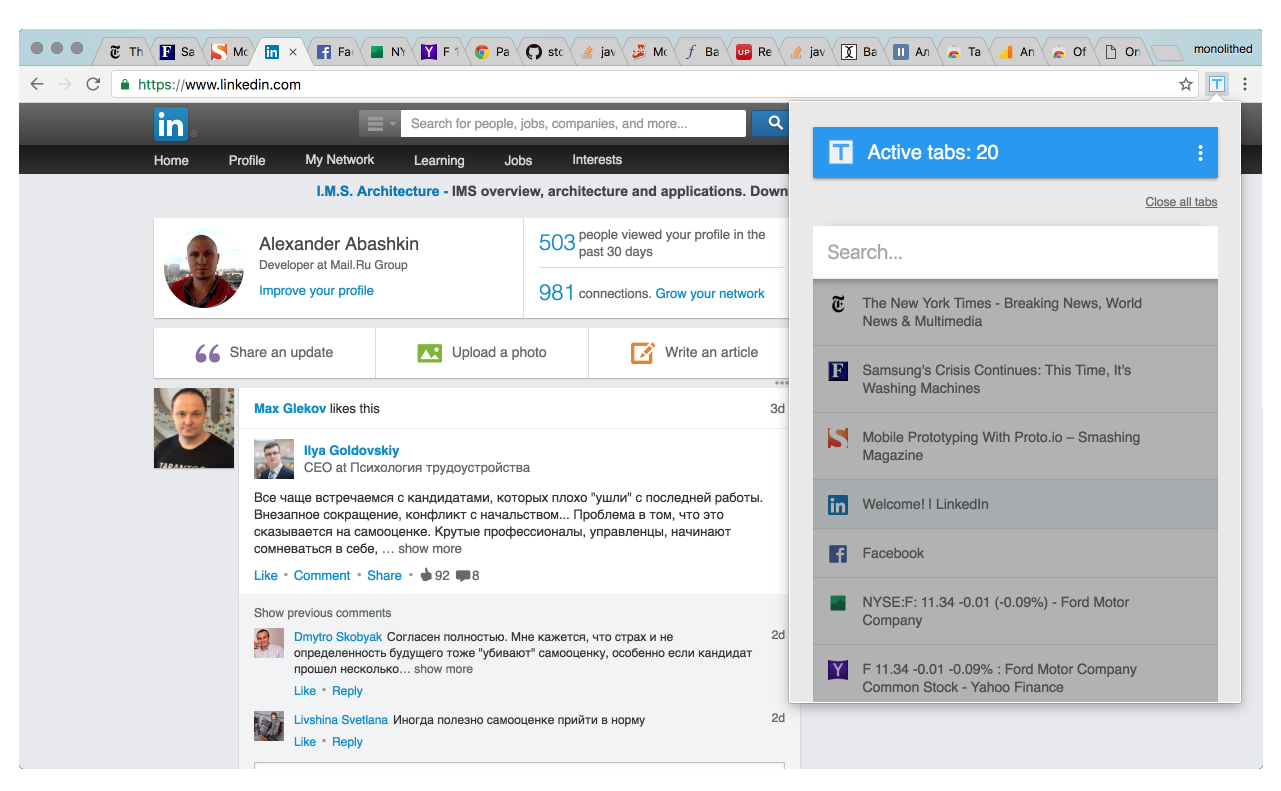 Th
Sa
Mo
Fac
NY
F 1
Pa
stc
jav
Mc
Ba
UP
Re
jav
Ba
Ал
Ta
An
Of
On
monolithed
https://www.linkedin.com
in
Search for people, jobs, companies, and more...
Home
Profile
My Network
Learning
Jobs
Interests
I.M.S. Architecture - IMS overview, architecture and applications. Down
Alexander Abashkin
Developer at Mail.Ru Group
Improve your profile
503 people viewed your profile in the
past 30 days
981 connections. Grow your network
Share an update
Upload a photo
Write an article
Max Glekov likes this
3d
Ilya Goldovskiy
CEO at Психология трудоустройства
Все чаще встречаемся с кандидатами, которых плохо "ушли" с последней работы.
Внезапное сокращение, конфликт с начальством... Проблема в том, что это
сказывается на самооценке. Крутые профессионалы, управленцы, начинают
сомневаться в себе, … show more
Like • Comment • Share • 92 8
Show previous comments
Dmytro Skobyak Согласен полностью. Мне кажется, что страх и не
2d
определенность будущего тоже "убивают" самооценку, особенно если кандидат
прошел несколько… show more
Like • Reply
Livshina Svetlana Иногда полезно самооценке прийти в норму
2d
Like • Reply
T Active tabs: 20
Close all tabs
Search...
The New York Times - Breaking News, World
News & Multimedia
Samsung's Crisis Continues: This Time, It's
Washing Machines
Mobile Prototyping With Proto.io – Smashing
Magazine
Welcome! | LinkedIn
Facebook
NYSE:F: 11.34 -0.01 (-0.09%) - Ford Motor
Company
F 11.34 -0.01 -0.09% : Ford Motor Company
Common Stock - Yahoo Finance